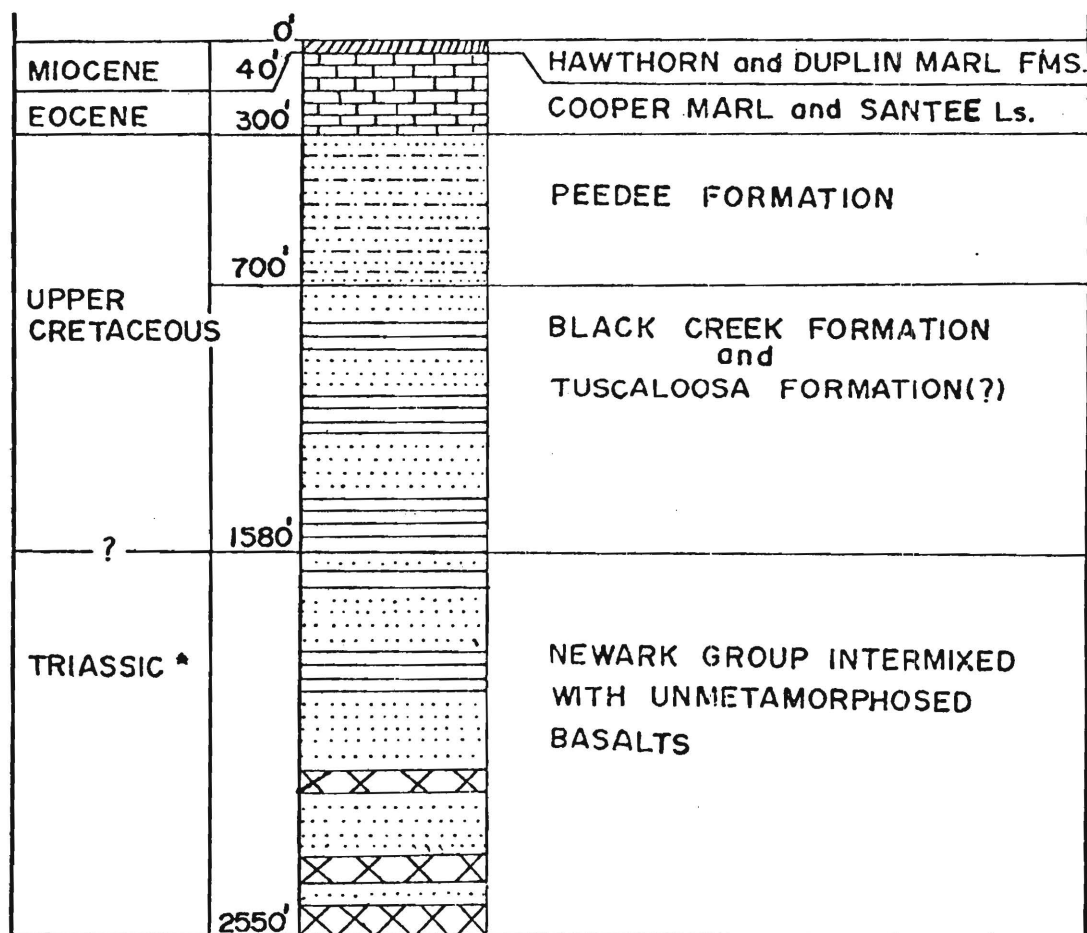 0'
MIOCENE 40' HAWTHORN and DUPLIN MARL FMS.
EOCENE 300' COOPER MARL and SANTEE Ls.
PEEDEE FORMATION
700'
UPPER
CRETACEOUS
BLACK CREEK FORMATION
and
TUSCALOOSA FORMATION(?)
? 1580'
TRIASSIC *
NEWARK GROUP INTERMIXED
WITH UNMETAMORPHOSED
BASALTS
2550'